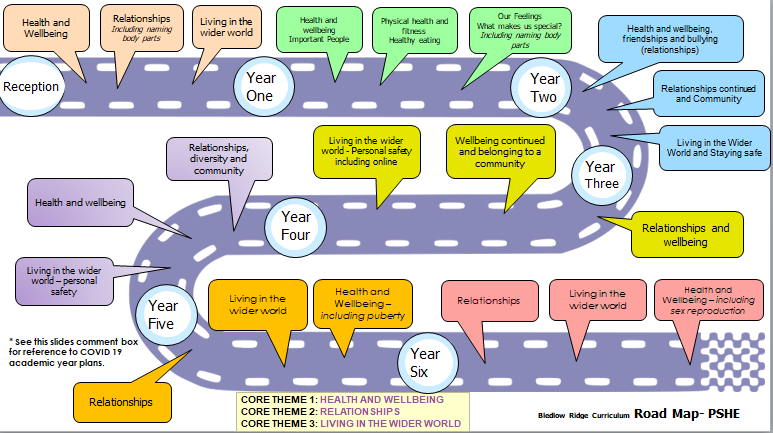 Health and
Wellbeing
Relationships
Including naming
body parts
Living in the
wider world
Health and
wellbeing
Important People
Physical health and
fitness
Healthy eating
Our Feelings
What makes us special?
Including naming body
parts
Health and wellbeing,
friendships and bullying
(relationships)
Reception
Year
One
Year
Two
Relationships continued
and Community
Living in the Wider
World and Staying safe
Relationships,
diversity and
community
Living in the wider
world - Personal safety
including online
Wellbeing continued
and belonging to a
community
Year
Three
Health and wellbeing
Year
Four
Relationships and
wellbeing
Living in the wider
world – personal
safety
Year
Five
Living in the
wider world
Health and
Wellbeing –
including puberty
Relationships
Living in the
wider world
Health and
Wellbeing – including
sex reproduction
* See this slides comment box
for reference to COVID 19
academic year plans.
Year
Six
Relationships
CORE THEME 1: HEALTH AND WELLBEING
CORE THEME 2: RELATIONSHIPS
CORE THEME 3: LIVING IN THE WIDER WORLD
Bledlow Ridge Curriculum Road Map- PSHE